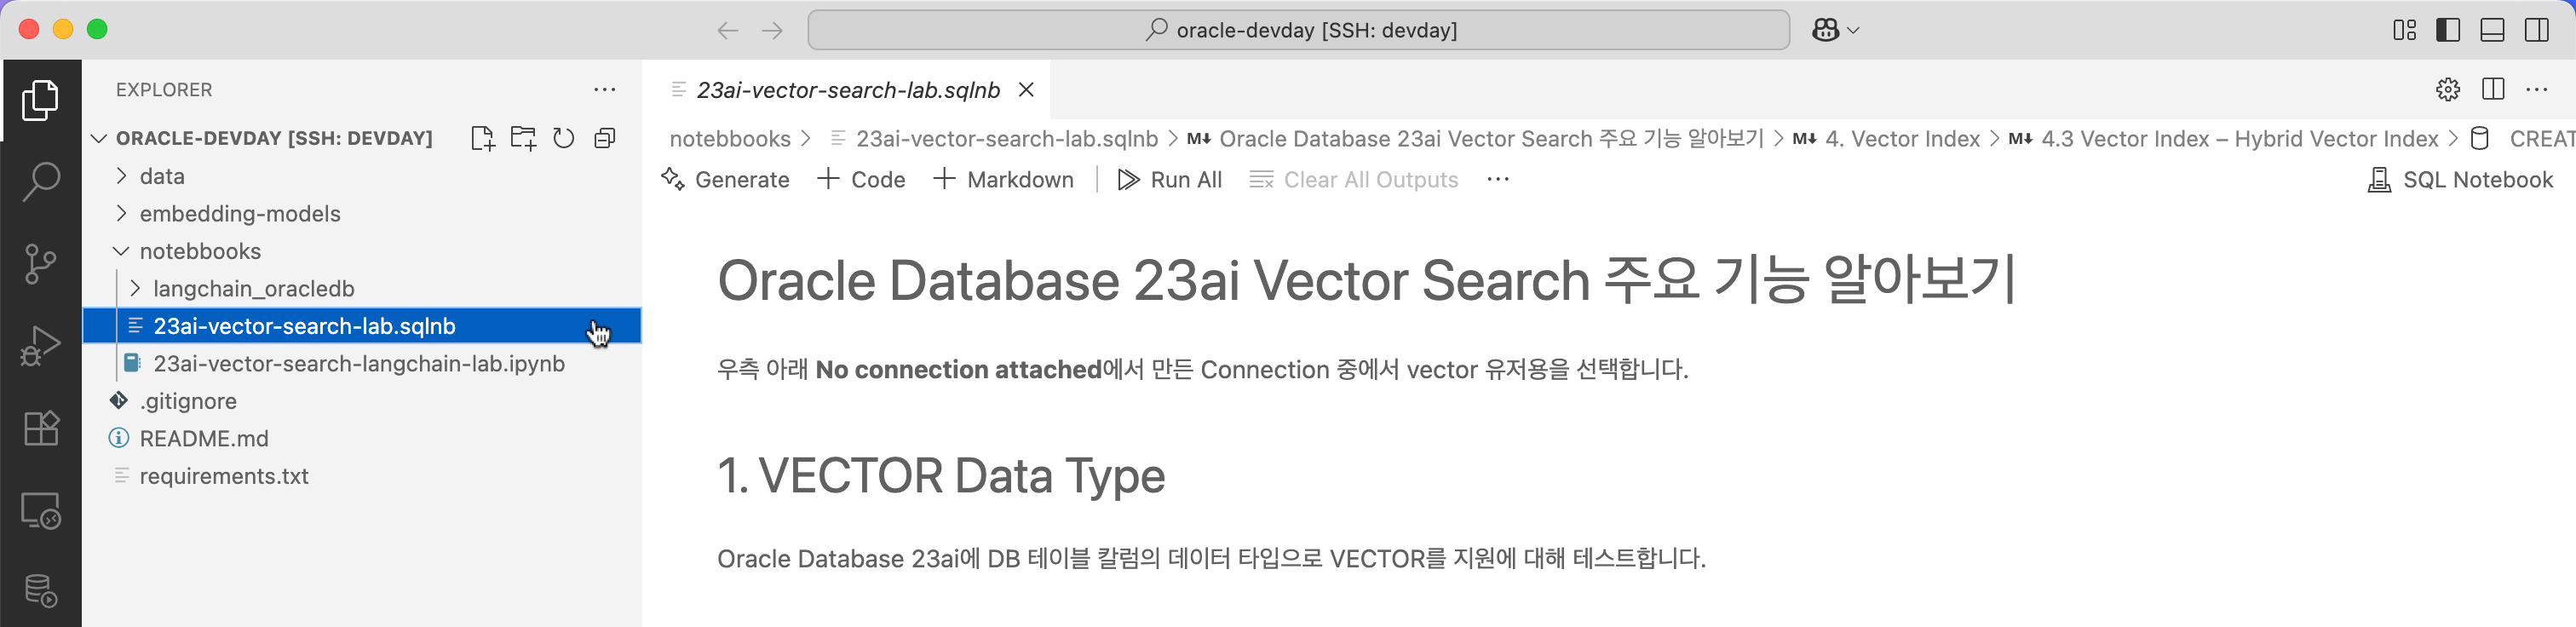 oracle-devday [SSH: devday]
EXPLORER
ORACLE-DEVDAY [SSH: DEVDAY]
data
embedding-models
notebbooks
langchain_oracledb
23ai-vector-search-lab.sqlnb
23ai-vector-search-langchain-lab.ipynb
.gitignore
README.md
requirements.txt
23ai-vector-search-lab.sqlnb
notebbooks > 23ai-vector-search-lab.sqlnb > M↓ Oracle Database 23ai Vector Search 주요 기능 알아보기 > M↓ 4. Vector Index > M↓ 4.3 Vector Index – Hybrid Vector Index > CREAT
Generate + Code + Markdown Run All Clear All Outputs ... SQL Notebook
Oracle Database 23ai Vector Search 주요 기능 알아보기
우측 아래 No connection attached에서 만든 Connection 중에서 vector 유저용을 선택합니다.
1. VECTOR Data Type
Oracle Database 23ai에 DB 테이블 칼럼의 데이터 타입으로 VECTOR를 지원에 대해 테스트합니다.